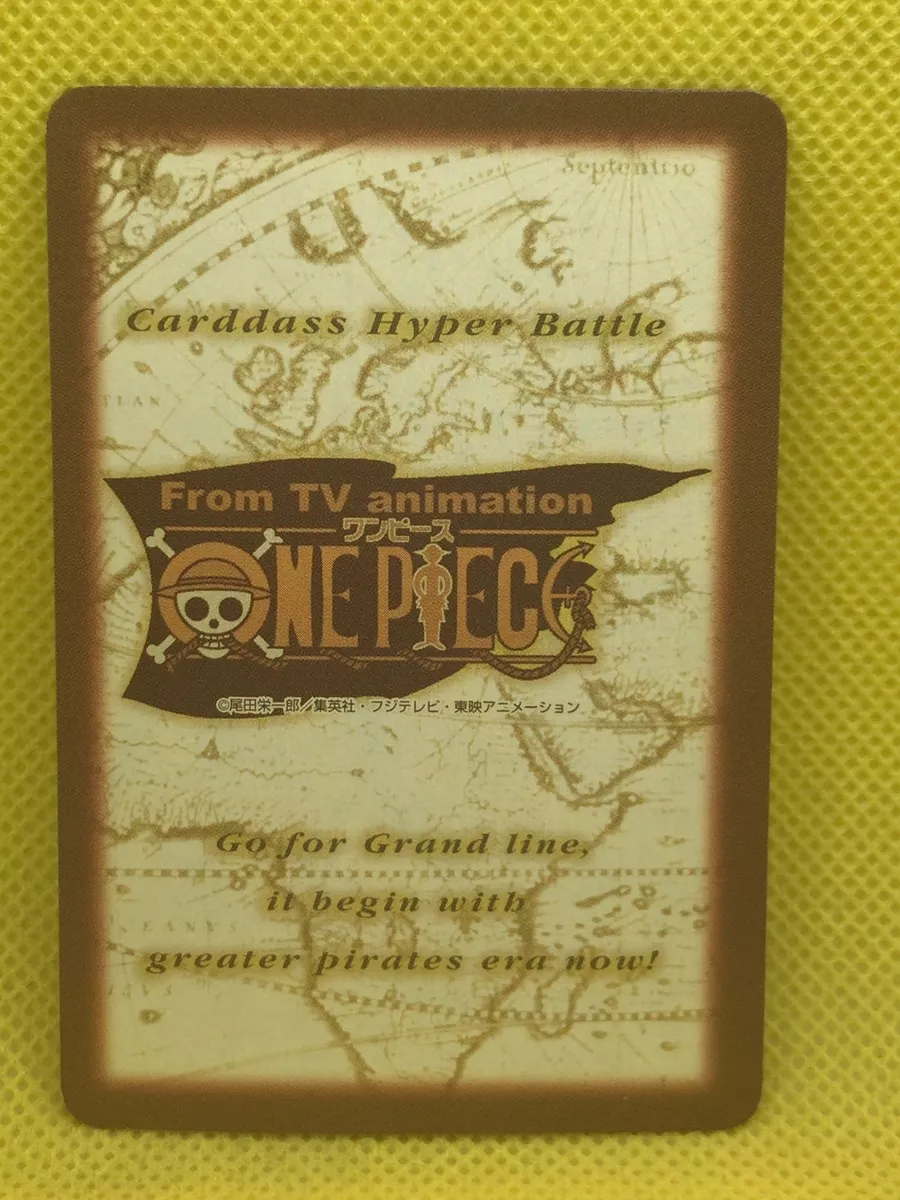 Septentrio
Carddass Hyper Battle
From TV animation
ワンピース
ONE PIECE
©尾田栄一郎／集英社・フジテレビ・東映アニメーション
Go for Grand line,
it begin with
greater pirates era now!